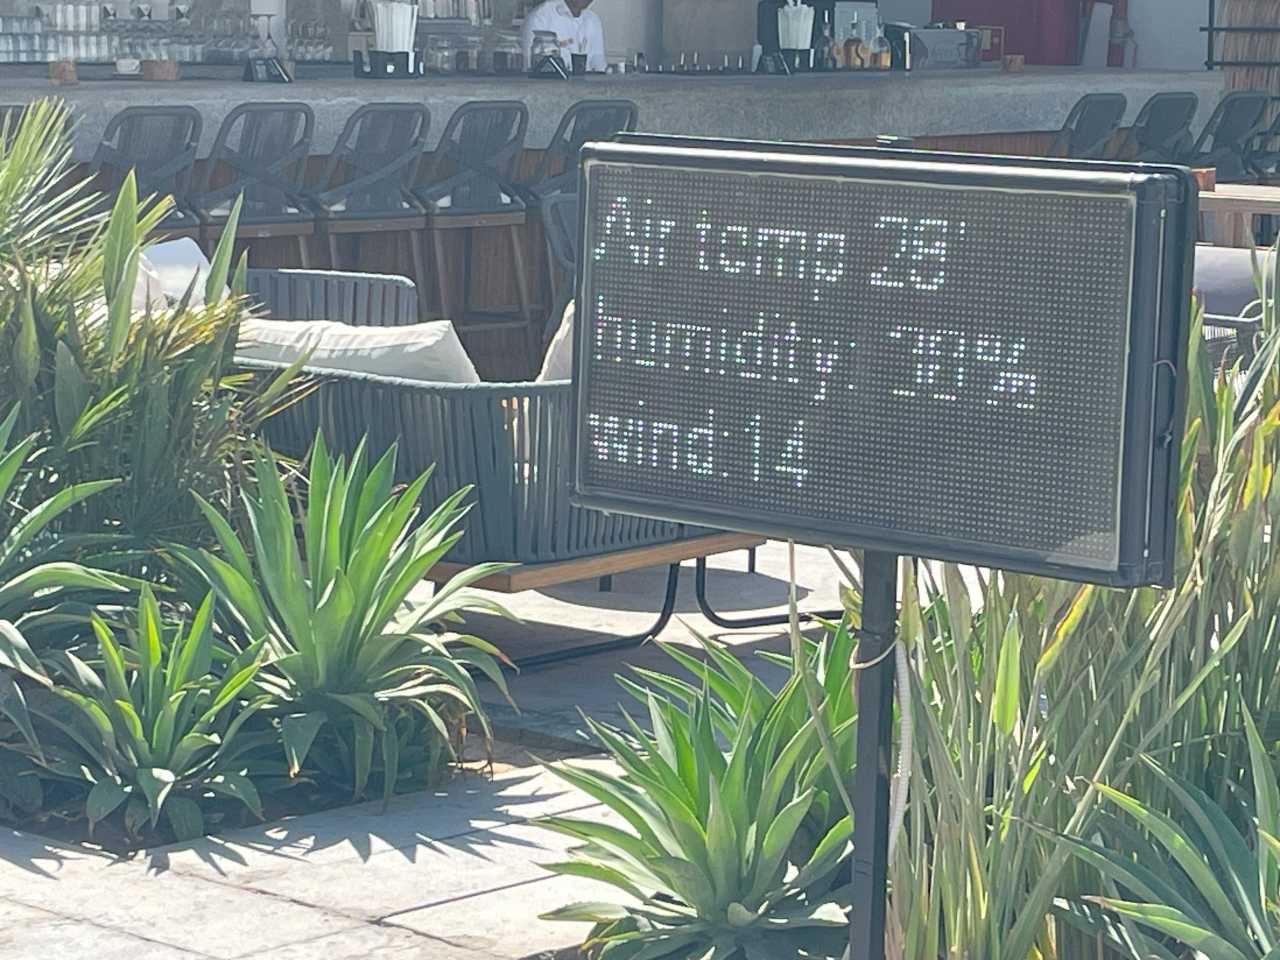 Air temp 28'
humidity: 30%
wind:14